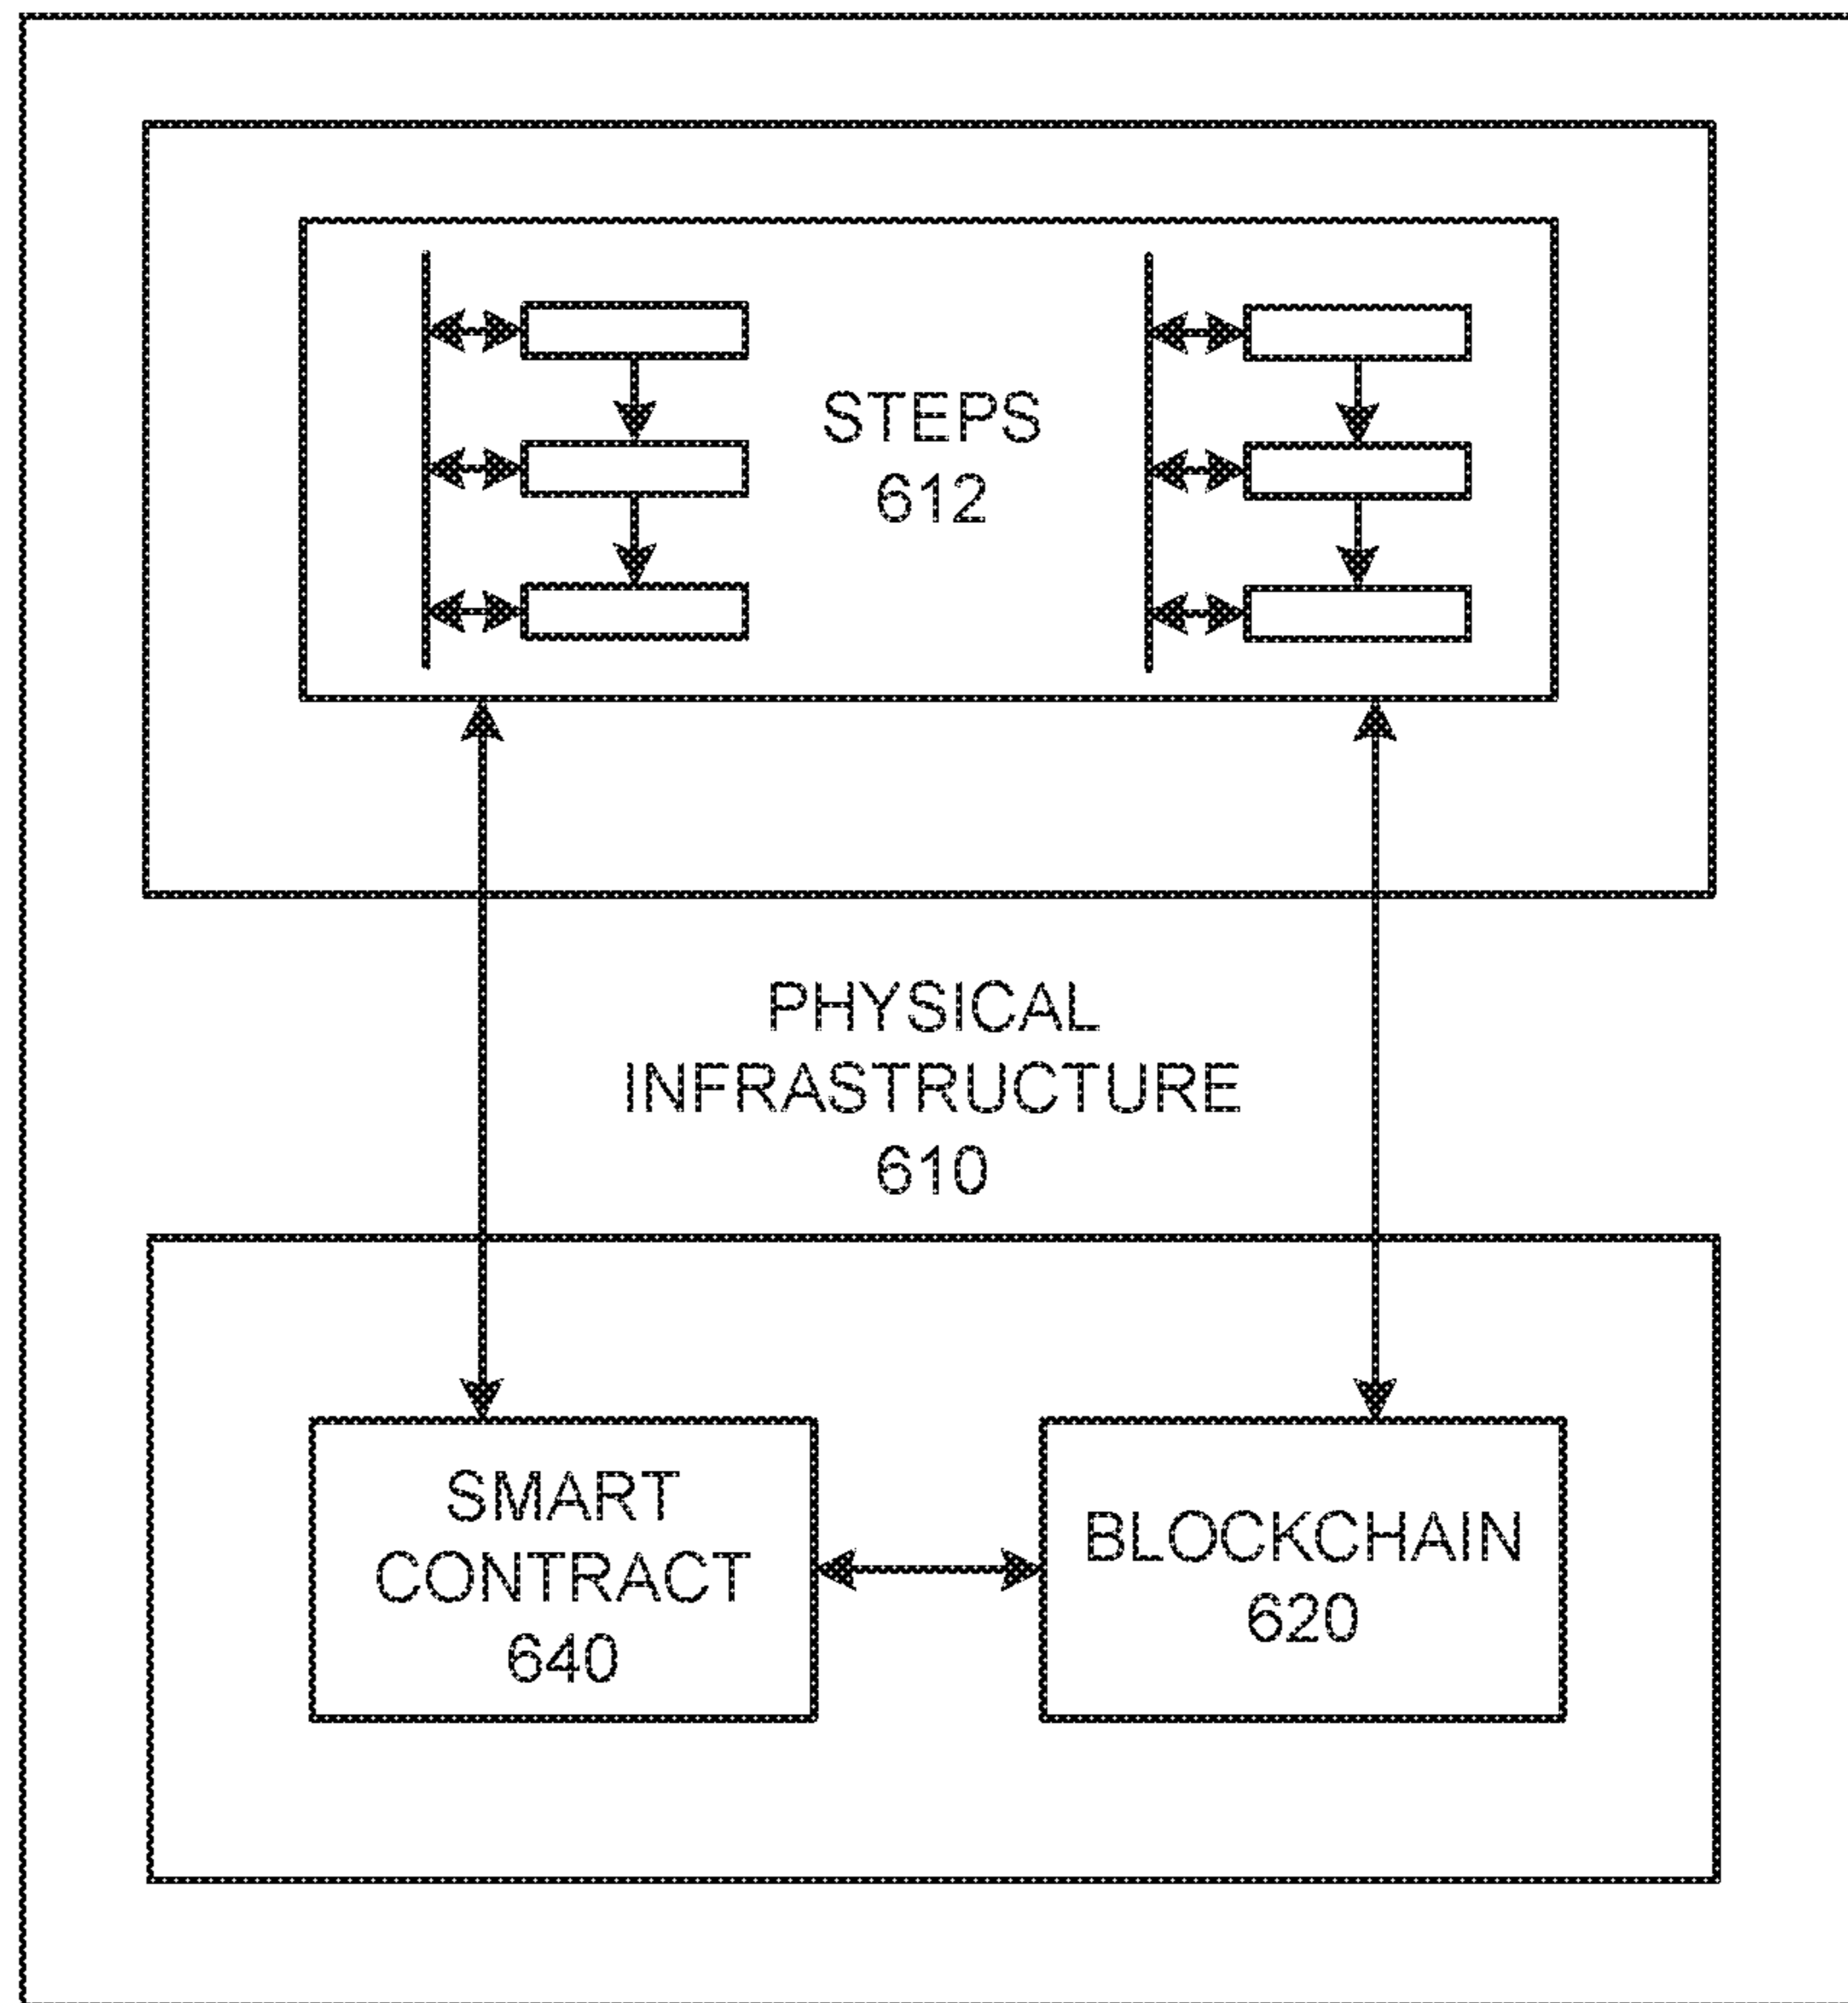 STEPS
612
PHYSICAL
INFRASTRUCTURE
610
SMART
CONTRACT
640
BLOCKCHAIN
620